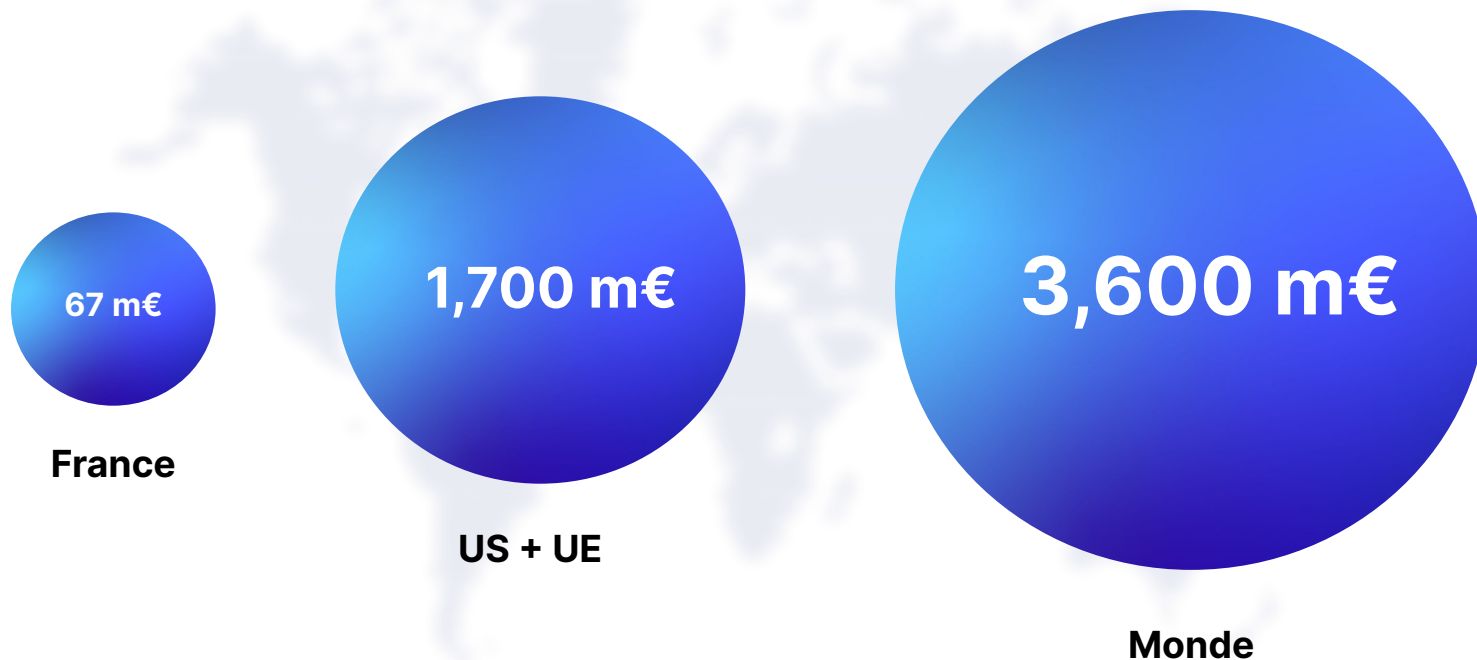 67 m€
France
1,700 m€
US + UE
3,600 m€
Monde